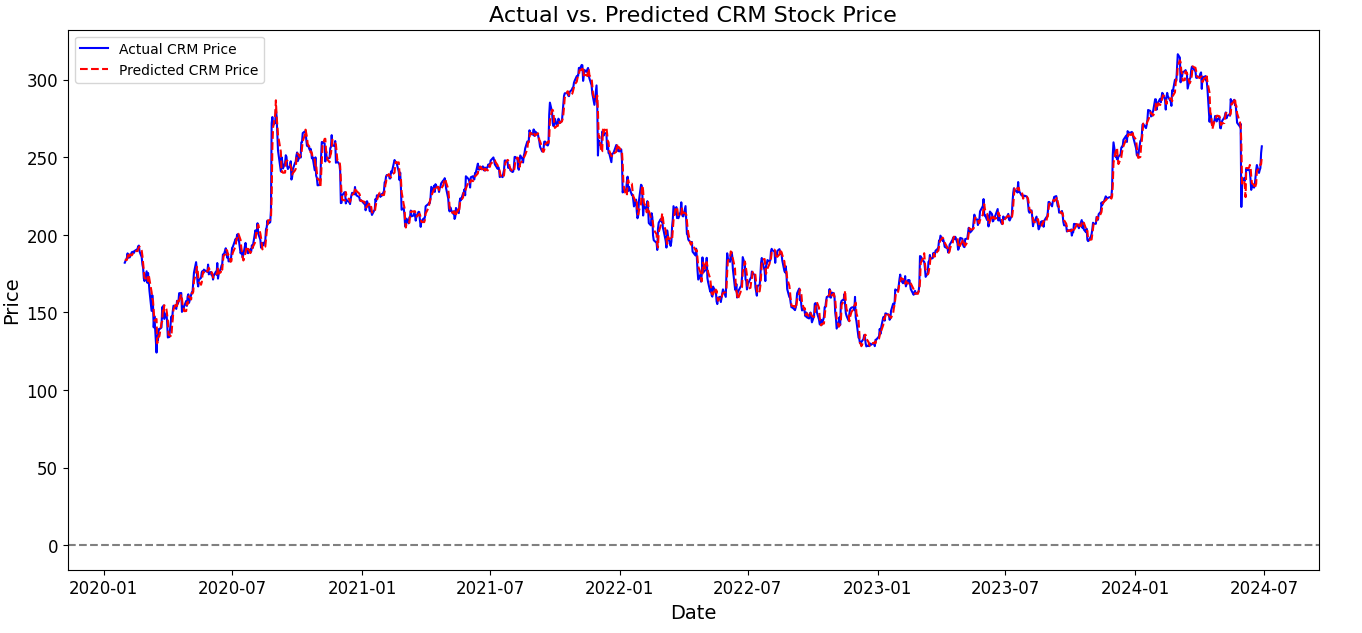 Actual vs. Predicted CRM Stock Price
Actual CRM Price
Predicted CRM Price
Price
300
250
200
150
100
50
0
2020-01 2020-07 2021-01 2021-07 2022-01 2022-07 2023-01 2023-07 2024-01 2024-07
Date